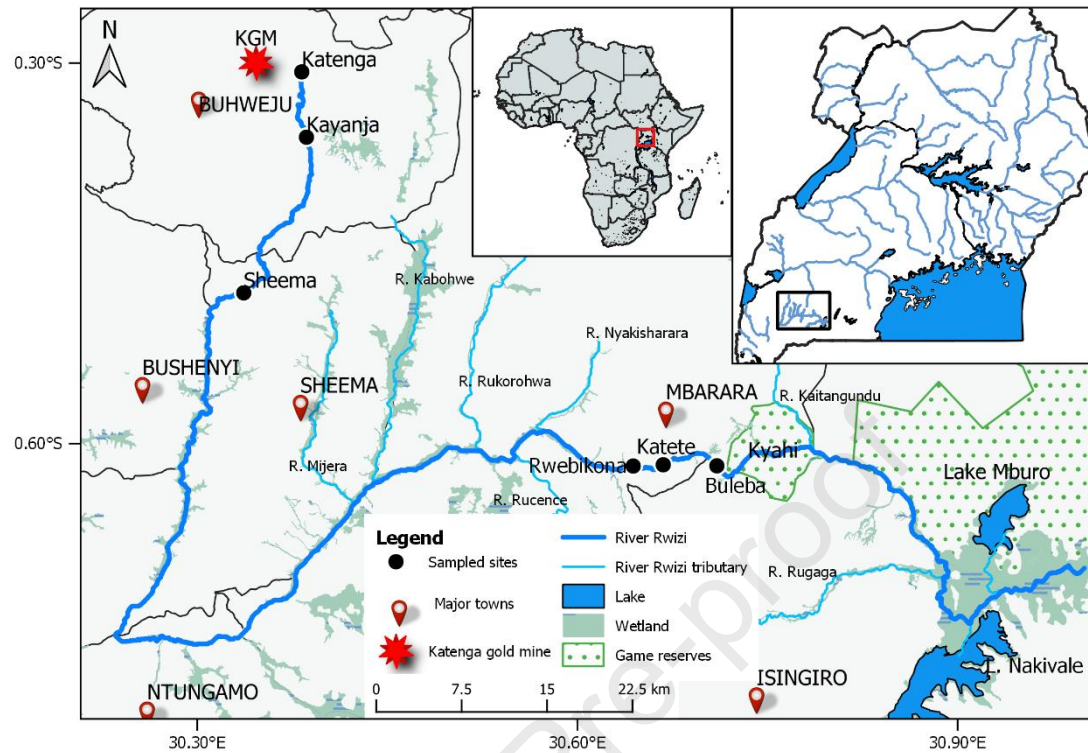 N
KGM
0.30°S
Katenga
BUHWEJU
Kayanja
Sheema
R. Kabohwe
R. Nyakisharara
BUSHENYI
SHEEMA
R. Rukorohwa
MBARARA
R. Kaitangundu
0.60°S
Katete
Kyahi
R. Mijera
Rwebikona
Buleba
Lake Mburo
R. Rucence
Legend
Sampled sites
River Rwizi
River Rwizi tributary
Major towns
Lake
Wetland
Katenga gold mine
Game reserves
R. Rugaga
L. Nakivale
ISINGIRO
NTUNGAMO
0 7.5 15 22.5 km
30.30°E 30.60°E 30.90°E
Pre-proof